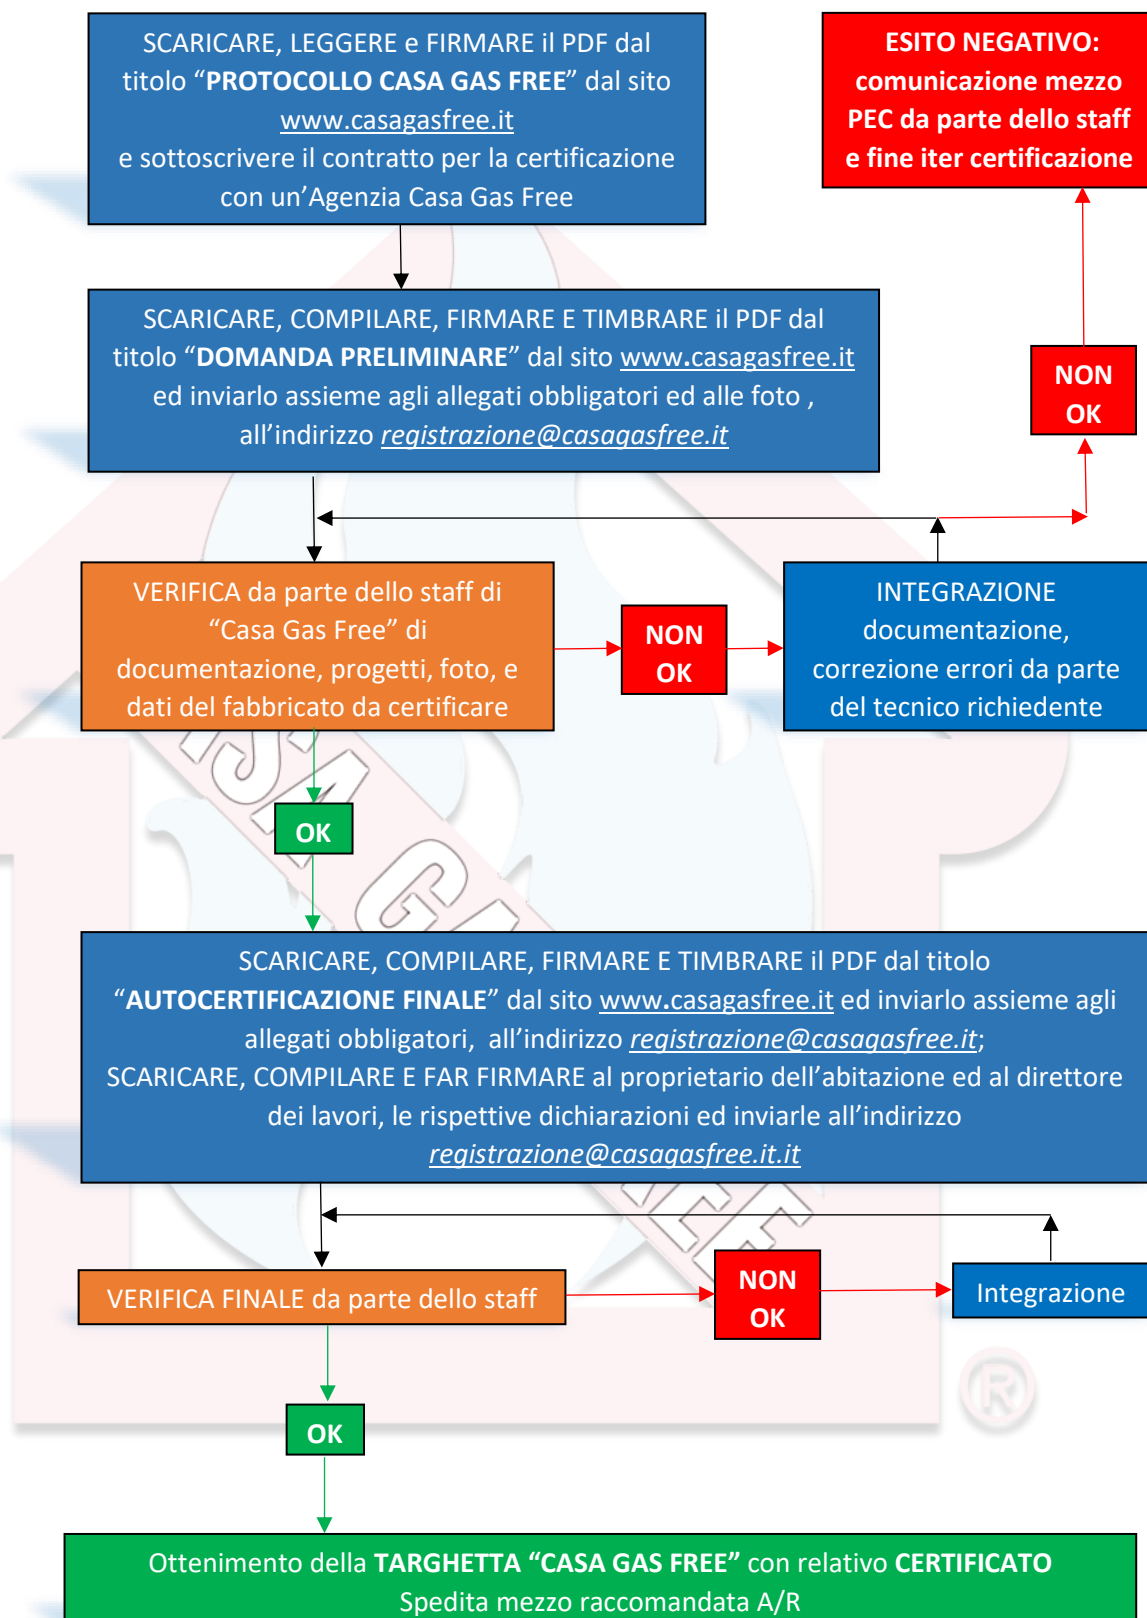 SCARICARE, LEGGERE e FIRMARE il PDF dal
titolo “PROTOCOLLO CASA GAS FREE” dal sito
www.casagasfree.it
e sottoscrivere il contratto per la certificazione
con un’Agenzia Casa Gas Free
ESITO NEGATIVO:
comunicazione mezzo
PEC da parte dello staff
e fine iter certificazione
SCARICARE, COMPILARE, FIRMARE E TIMBRARE il PDF dal
titolo “DOMANDA PRELIMINARE” dal sito www.casagasfree.it
ed inviarlo assieme agli allegati obbligatori ed alle foto ,
all’indirizzo registrazione@casagasfree.it
NON
OK
VERIFICA da parte dello staff di
“Casa Gas Free” di
documentazione, progetti, foto, e
dati del fabbricato da certificare
NON
OK
INTEGRAZIONE
documentazione,
correzione errori da parte
del tecnico richiedente
OK
SCARICARE, COMPILARE, FIRMARE E TIMBRARE il PDF dal titolo
“AUTOCERTIFICAZIONE FINALE” dal sito www.casagasfree.it ed inviarlo assieme agli
allegati obbligatori, all’indirizzo registrazione@casagasfree.it;
SCARICARE, COMPILARE E FAR FIRMARE al proprietario dell’abitazione ed al direttore
dei lavori, le rispettive dichiarazioni ed inviarle all’indirizzo
registrazione@casagasfree.it.it
VERIFICA FINALE da parte dello staff
NON
OK
Integrazione
®
OK
Ottenimento della TARGHETTA “CASA GAS FREE” con relativo CERTIFICATO
Spedita mezzo raccomandata A/R